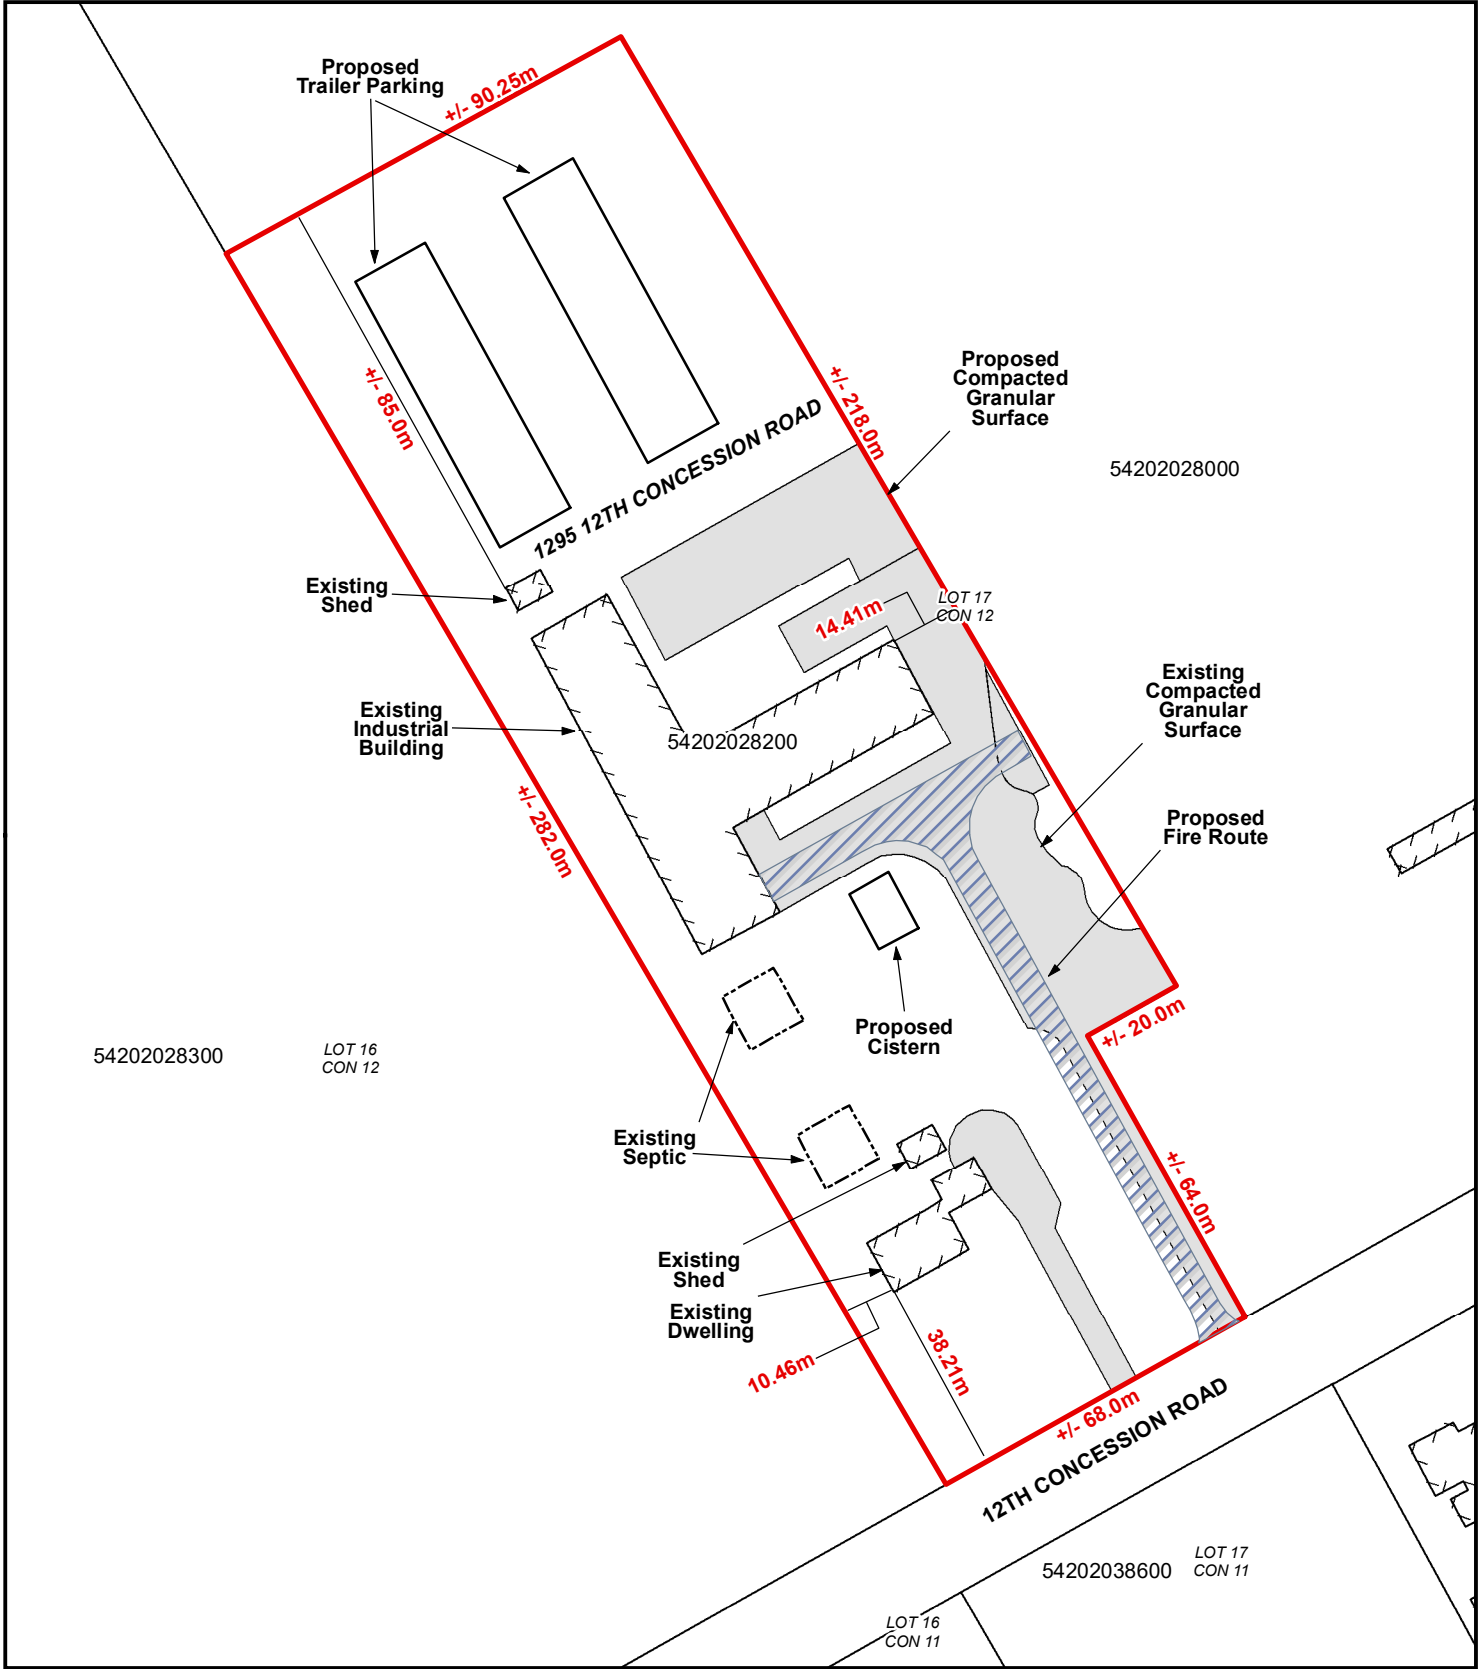 Proposed
Trailer Parking
+/- 90.25m
+/- 85.0m
+/- 218.0m
Proposed
Compacted
Granular
Surface
1295 12TH CONCESSION ROAD
54202028000
Existing
Shed
LOT 17
CON 12
14.41m
Existing
Industrial
Building
54202028200
Existing
Compacted
Granular
Surface
+/- 282.0m
Proposed
Fire Route
Proposed
Cistern
+/- 20.0m
54202028300
LOT 16
CON 12
Existing
Septic
+/- 64.0m
Existing
Shed
Existing
Dwelling
10.46m
38.21m
+/- 68.0m
12TH CONCESSION ROAD
54202038600
LOT 17
CON 11
LOT 16
CON 11